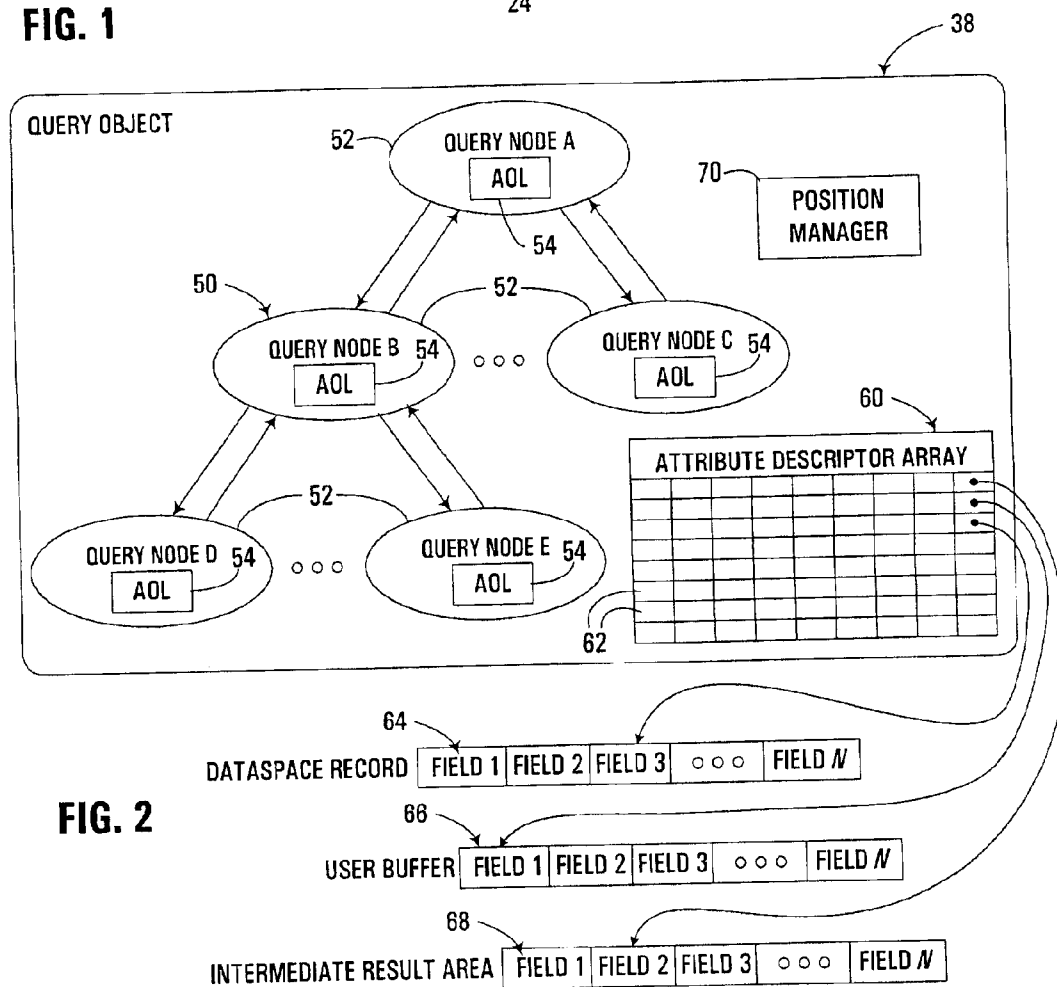 24
FIG. 1
38
QUERY OBJECT
52
QUERY NODE A
AOL
54
70
POSITION
MANAGER
50
52
QUERY NODE B
54
AOL
QUERY NODE C
54
AOL
60
ATTRIBUTE DESCRIPTOR ARRAY
52
QUERY NODE D
54
AOL
QUERY NODE E
54
AOL
62
64
DATASPACE RECORD FIELD 1 FIELD 2 FIELD 3 FIELD N
FIG. 2
66
USER BUFFER FIELD 1 FIELD 2 FIELD 3 FIELD N
68
INTERMEDIATE RESULT AREA FIELD 1 FIELD 2 FIELD 3 FIELD N